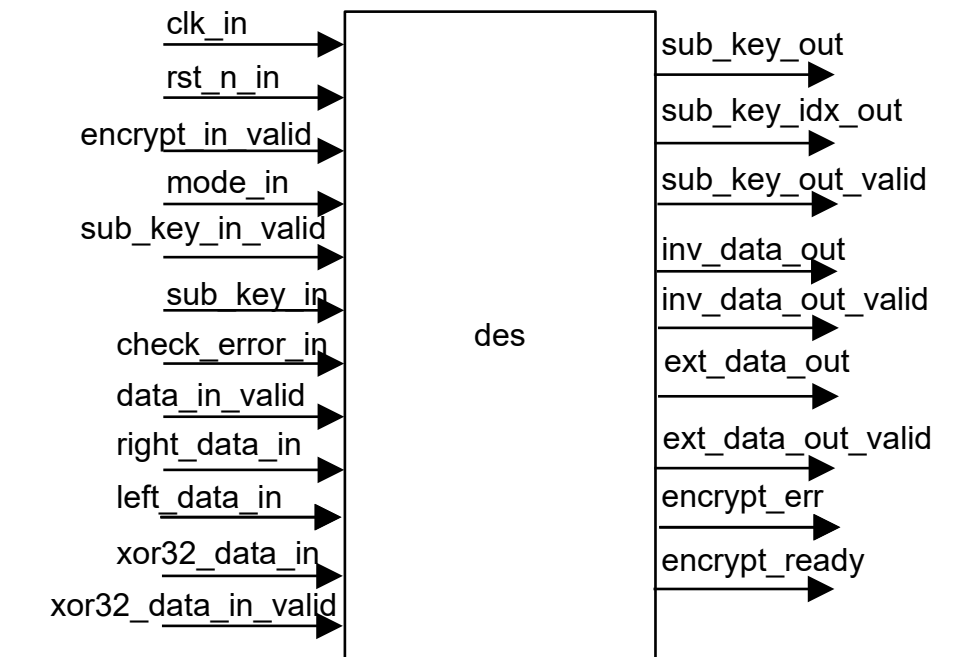 clk_in
rst_n_in
encrypt_in_valid
mode_in
sub_key_in_valid
sub_key_in
check_error_in
data_in_valid
right_data_in
left_data_in
xor32_data_in
xor32_data_in_valid
des
sub_key_out
sub_key_idx_out
sub_key_out_valid
inv_data_out
inv_data_out_valid
ext_data_out
ext_data_out_valid
encrypt_err
encrypt_ready